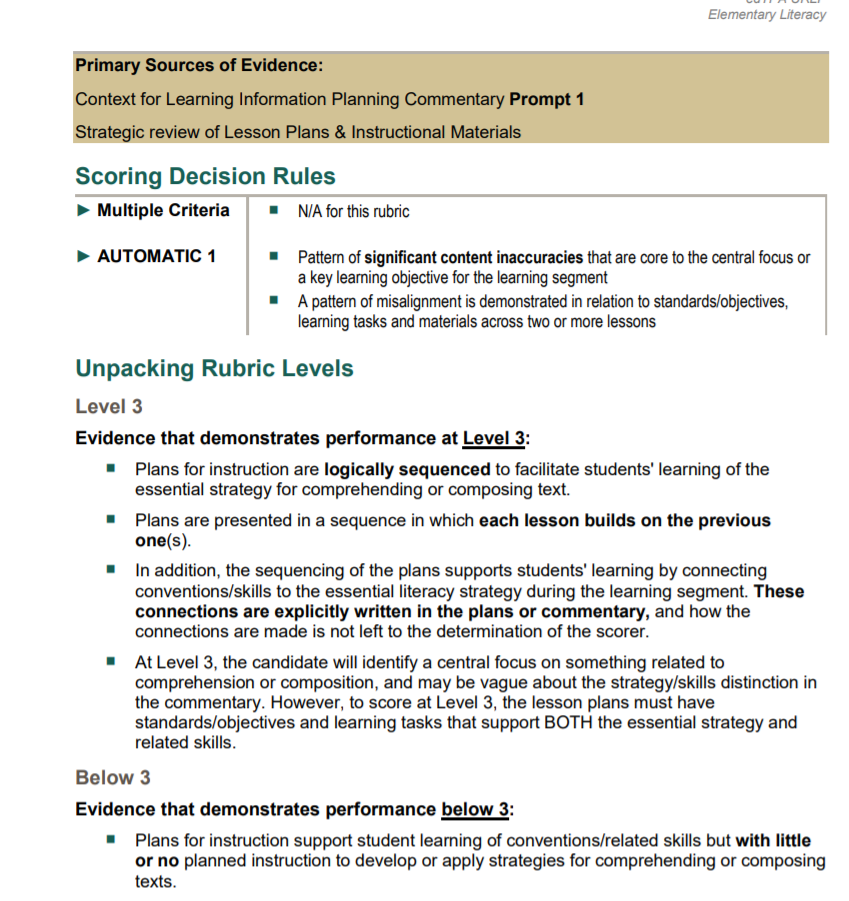 Elementary Literacy
Primary Sources of Evidence:
Context for Learning Information Planning Commentary Prompt 1
Strategic review of Lesson Plans & Instructional Materials
Scoring Decision Rules
► Multiple Criteria
■ N/A for this rubric
► AUTOMATIC 1
■ Pattern of significant content inaccuracies that are core to the central focus or
a key learning objective for the learning segment
■ A pattern of misalignment is demonstrated in relation to standards/objectives,
learning tasks and materials across two or more lessons
Unpacking Rubric Levels
Level 3
Evidence that demonstrates performance at Level 3:
■ Plans for instruction are logically sequenced to facilitate students' learning of the
essential strategy for comprehending or composing text.
■ Plans are presented in a sequence in which each lesson builds on the previous
one(s).
■ In addition, the sequencing of the plans supports students' learning by connecting
conventions/skills to the essential literacy strategy during the learning segment. These
connections are explicitly written in the plans or commentary, and how the
connections are made is not left to the determination of the scorer.
■ At Level 3, the candidate will identify a central focus on something related to
comprehension or composition, and may be vague about the strategy/skills distinction in
the commentary. However, to score at Level 3, the lesson plans must have
standards/objectives and learning tasks that support BOTH the essential strategy and
related skills.
Below 3
Evidence that demonstrates performance below 3:
■ Plans for instruction support student learning of conventions/related skills but with little
or no planned instruction to develop or apply strategies for comprehending or composing
texts.